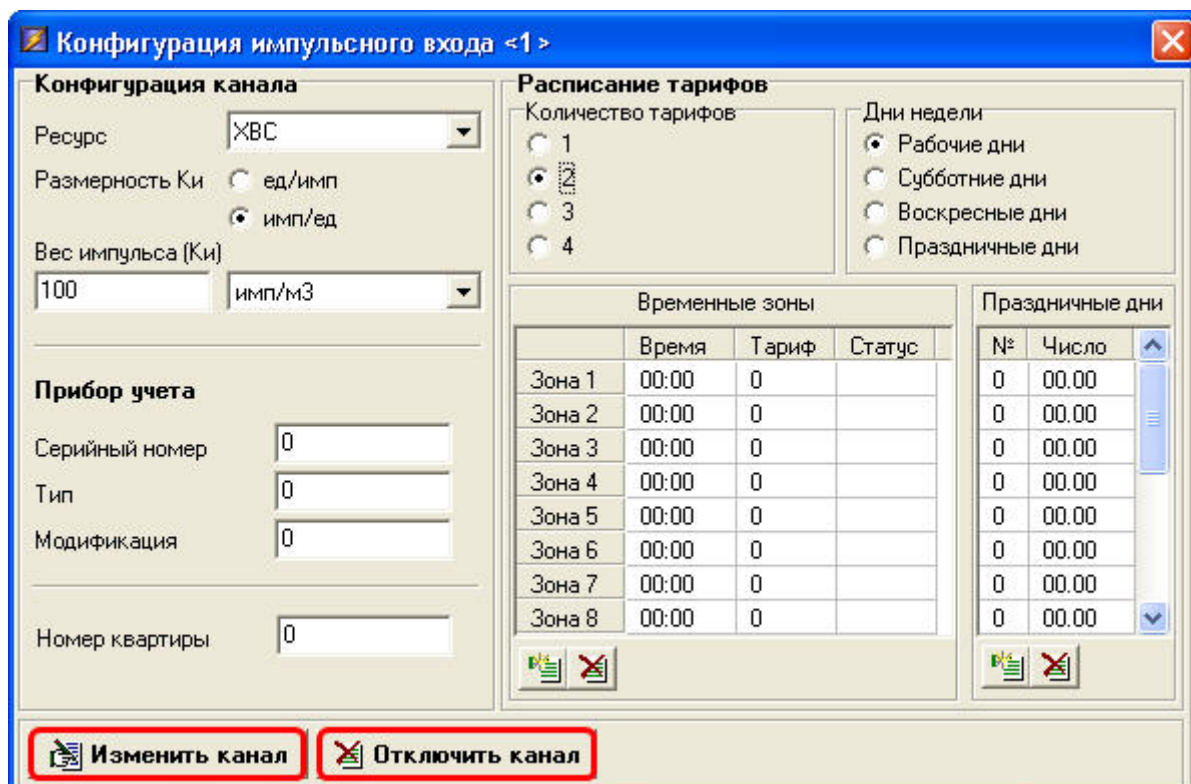 Конфигурация импульсного входа <1>
Конфигурация канала
Ресурс
ХВС
Размерность Ки
ед/имп
имп/ед
Вес импульса (Ки)
100
имп/м3
Прибор учета
Серийный номер
0
Тип
0
Модификация
0
Номер квартиры
0
Расписание тарифов
Количество тарифов
1
2
3
4
Дни недели
Рабочие дни
Субботние дни
Воскресные дни
Праздничные дни
Временные зоны
Время Тариф Статус
Зона 1 00:00 0
Зона 2 00:00 0
Зона 3 00:00 0
Зона 4 00:00 0
Зона 5 00:00 0
Зона 6 00:00 0
Зона 7 00:00 0
Зона 8 00:00 0
Праздничные дни
№ Число
0 00.00
0 00.00
0 00.00
0 00.00
0 00.00
0 00.00
0 00.00
0 00.00
Изменить канал
Отключить канал